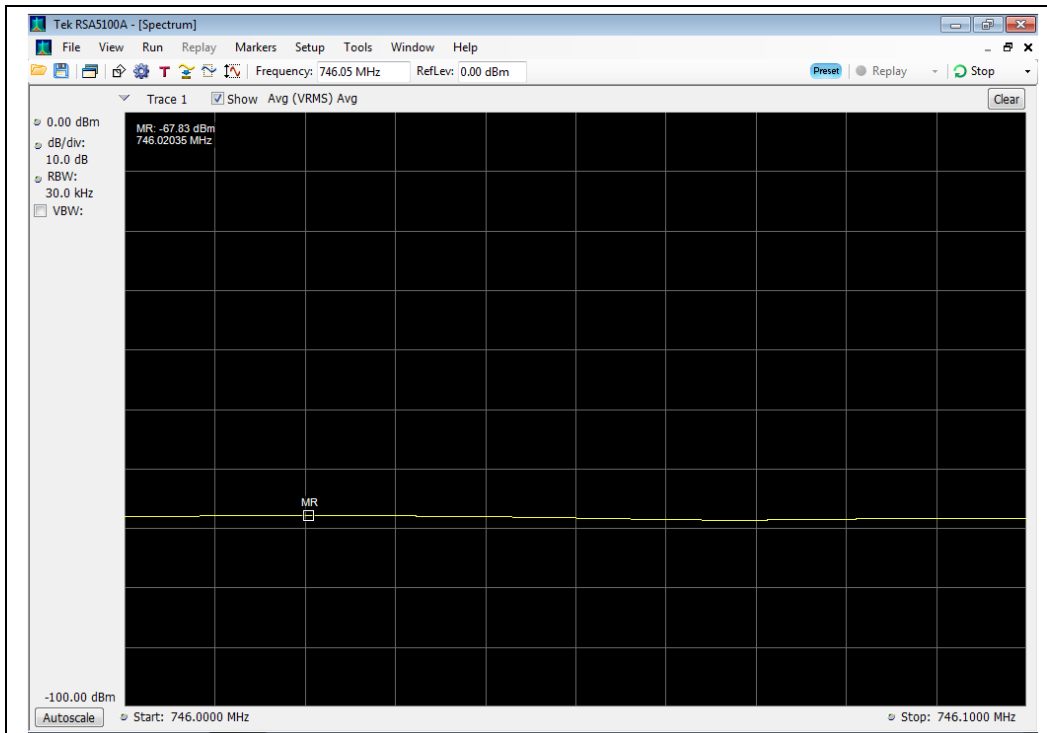 Tek RSA5100A - [Spectrum]
File View Run Replay Markers Setup Tools Window Help
T Frequency: 746.05 MHz RefLev: 0.00 dBm Preset Replay Stop
Trace 1 Show Avg (VRMS) Avg Clear
0.00 dBm
dB/div:
10.0 dB
RBW:
30.0 kHz
VBW:
MR: -67.83 dBm
746.02035 MHz
MR
-100.00 dBm
Autoscale Start: 746.0000 MHz Stop: 746.1000 MHz